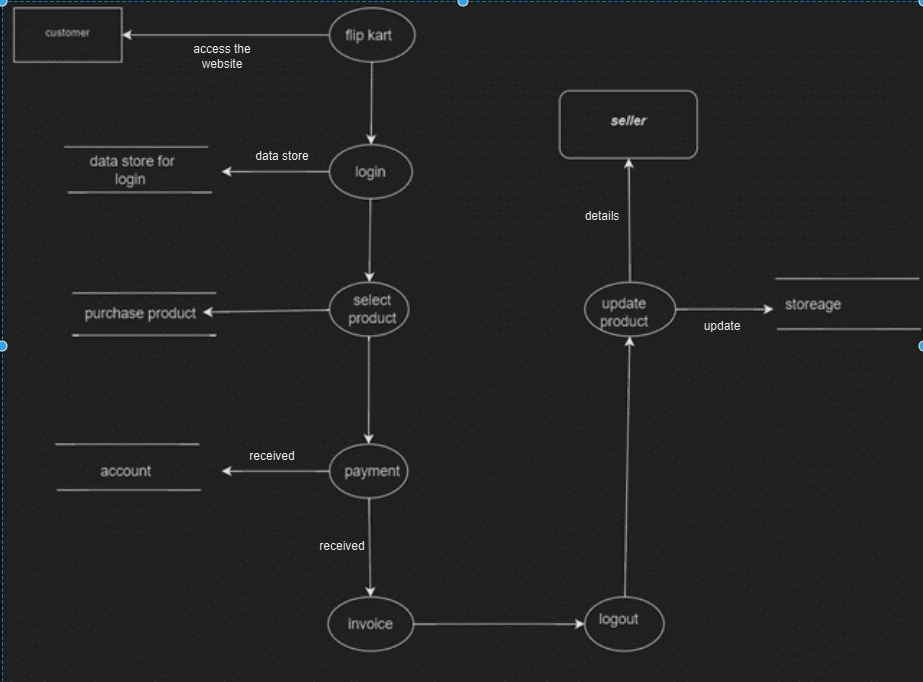 customer
flip kart
access the
website
seller
data store for
login
data store
login
details
select
product
purchase product
update
product
storeage
update
account
received
payment
received
invoice
logout